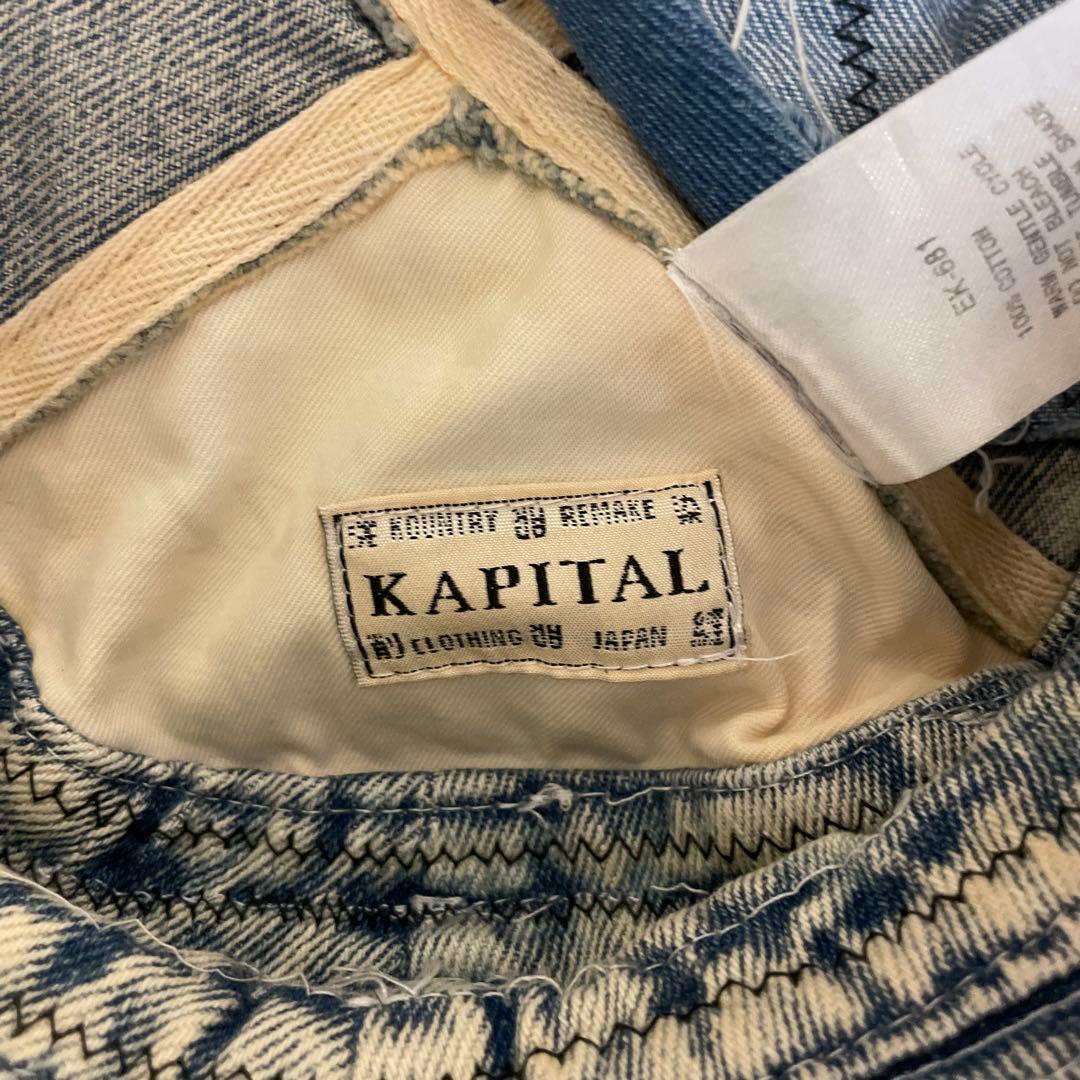 KOUNTRY REMAKE
KAPITAL
CLOTHING JAPAN
EK-681
100% COTTON
WARM GENTLE CYCLE
DO NOT BLEACH
TUMBLE
SHADE